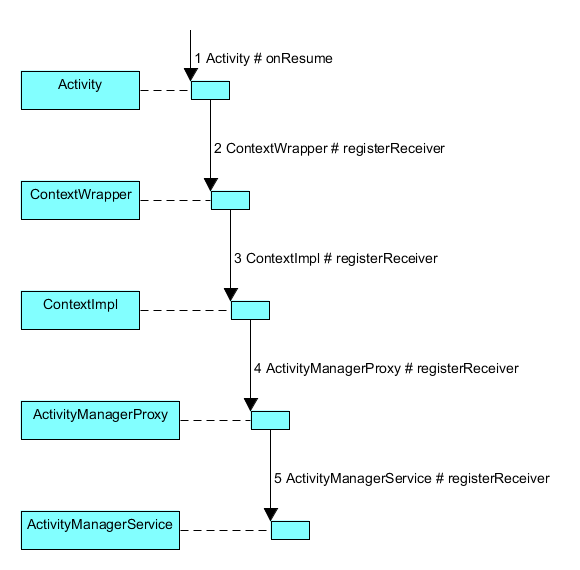 1 Activity # onResume
Activity
2 ContextWrapper # registerReceiver
ContextWrapper
3 ContextImpl # registerReceiver
ContextImpl
4 ActivityManagerProxy # registerReceiver
ActivityManagerProxy
5 ActivityManagerService # registerReceiver
ActivityManagerService